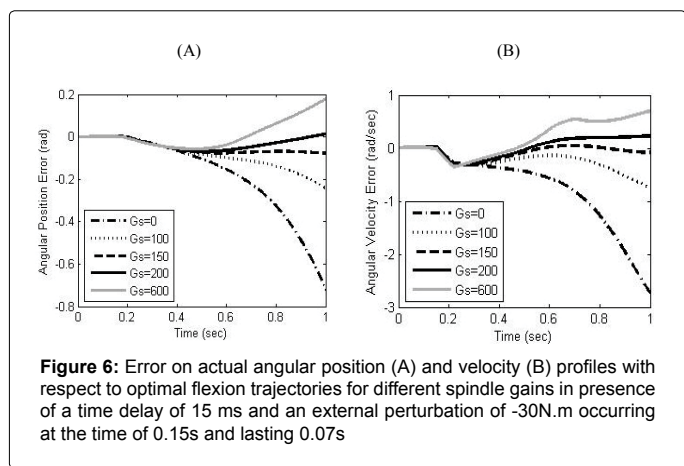 (A)
(B)
0.2
0
-0.2
-0.4
-0.6
-0.8
Angular Position Error (rad)
Gs=0
Gs=100
Gs=150
Gs=200
Gs=600
0
0.2
0.4
0.6
0.8
1
Time (sec)
1
0
-1
-2
-3
Angular Velocity Error (rad/sec)
Gs=0
Gs=100
Gs=150
Gs=200
Gs=600
0
0.2
0.4
0.6
0.8
1
Time (sec)
Figure 6: Error on actual angular position (A) and velocity (B) profiles with
respect to optimal flexion trajectories for different spindle gains in presence
of a time delay of 15 ms and an external perturbation of -30N.m occurring
at the time of 0.15s and lasting 0.07s